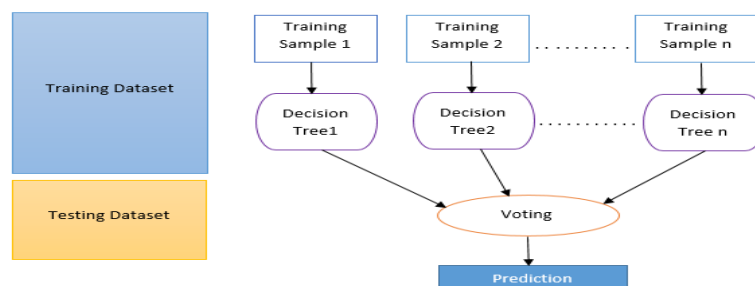 Training Dataset
Testing Dataset
Training
Sample 1
Training
Sample 2
Training
Sample n
Decision
Tree1
Decision
Tree2
Decision
Tree n
Voting
Prediction